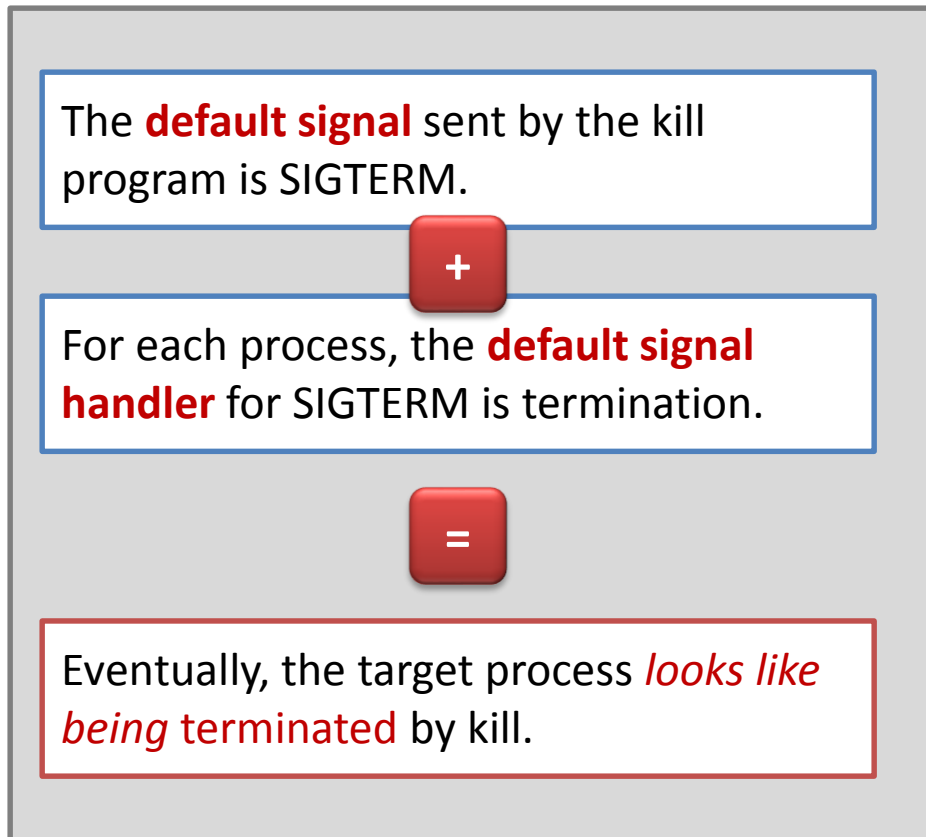 The default signal sent by the kill
program is SIGTERM.
+
For each process, the default signal
handler for SIGTERM is termination.
=
Eventually, the target process looks like
being terminated by kill.